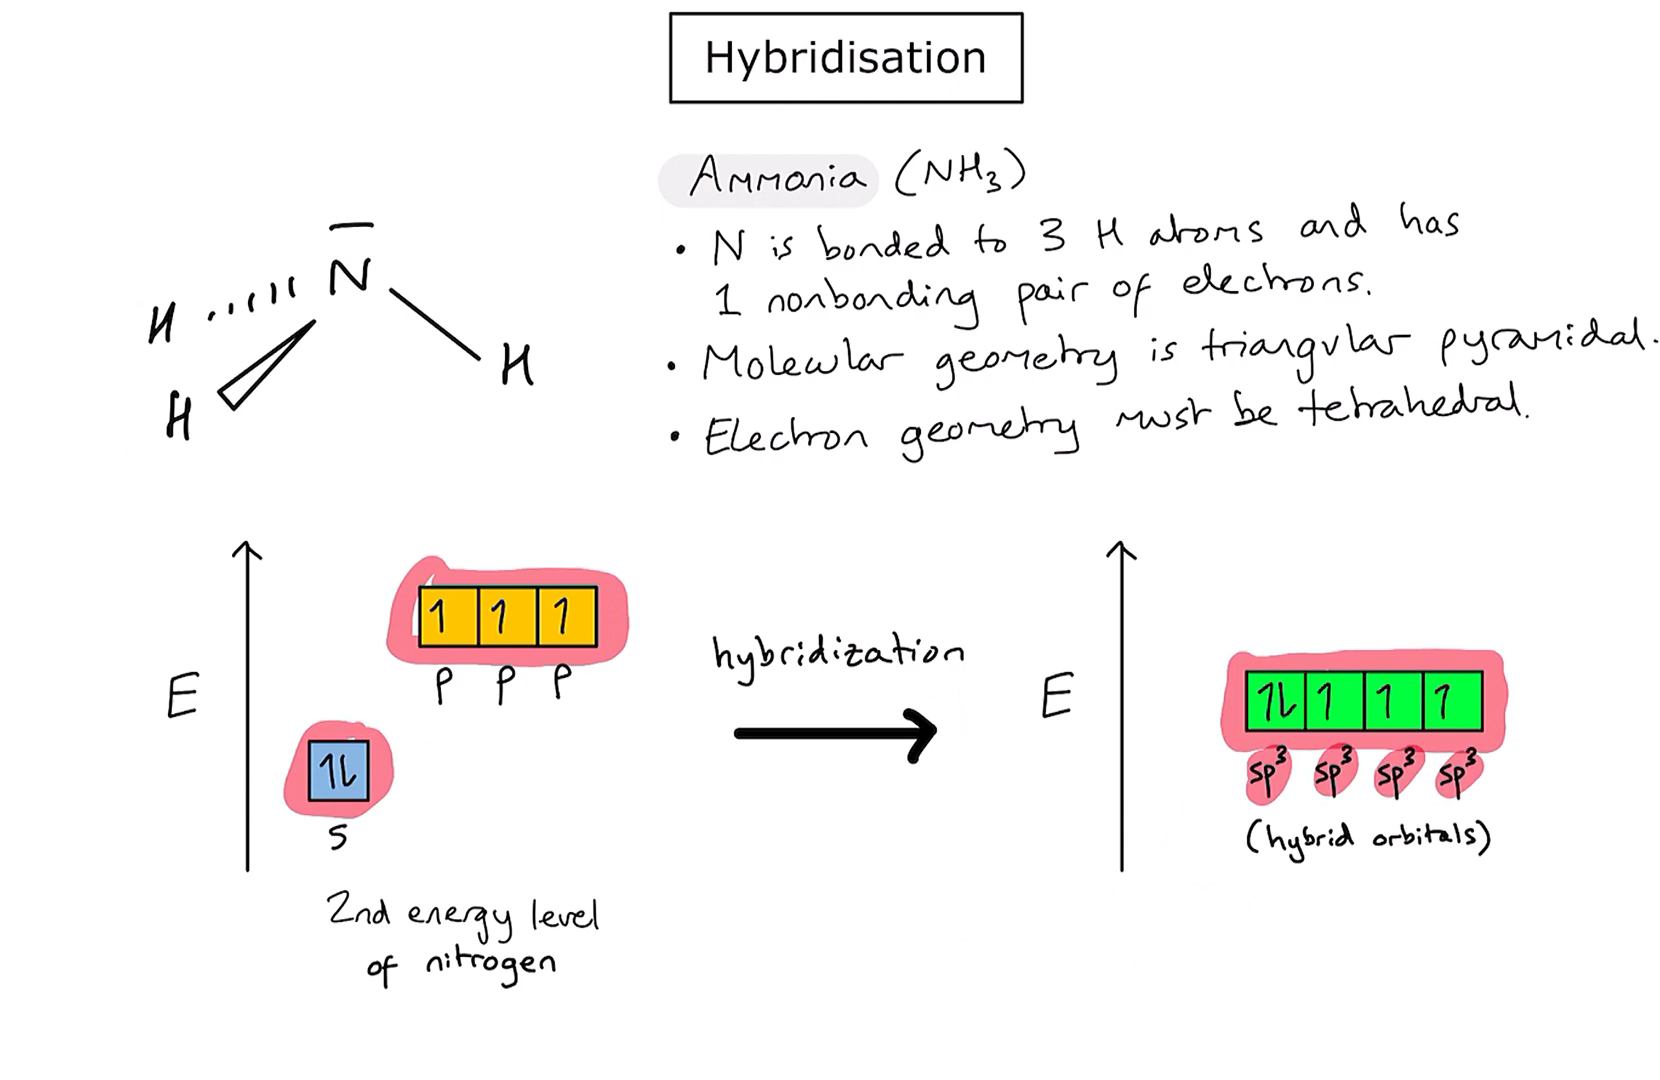 Hybridisation
Ammonia (NH₃)
• N is bonded to 3 H atoms and has
1 nonbonding pair of electrons.
• Molecular geometry is triangular pyramidal.
• Electron geometry must be tetrahedral.
N
H
H
H
E
1 1 1
p p p
1l
s
2nd energy level
of nitrogen
hybridization
E
1l 1 1 1
sp³ sp³ sp³ sp³
(hybrid orbitals)